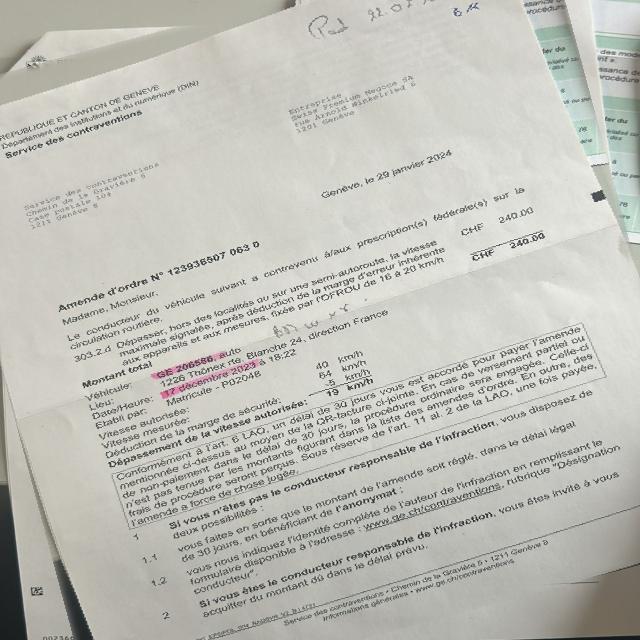 Pad 22.02
REPUBLIQUE ET CANTON DE GENEVE
Département des institutions et du numérique (DIN)
Service des contraventions
Entreprise
Swiss Premium Negoce SA
rue Arnold Winkelried 6
1201 Genève
Service des contraventions
Chemin de la Gravière 5
Case postale 104
1211 Genève 8
Genève, le 29 janvier 2024
Amende d'ordre N° 123936507 063 0
Madame, Monsieur,
Le conducteur du véhicule suivant a contrevenu à/aux prescription(s) fédérale(s) sur la
circulation routière,
303.2.d Dépasser, hors des localités ou sur une semi-autoroute, la vitesse CHF 240.00
maximale signalée, après déduction de la marge d'erreur inhérente
aux appareils et aux mesures, fixée par l'OFROU de 16 à 20 km/h
Montant total CHF 240.00
Véhicule: GE 206586, auto
Lieu: 1226 Thônex rte. Blanche 24, direction France
Date/Heure: 17 décembre 2023 à 18:22
Etabli par: Matricule - P02048
Vitesse autorisée: 40 km/h
Vitesse mesurée: 64 km/h
Déduction de la marge de sécurité: -5 km/h
Dépassement de la vitesse autorisée: 19 km/h
Conformément à l'art. 6 LAO, un délai de 30 jours vous est accordé pour payer l'amende
mentionnée ci-dessus au moyen de la QR-facture ci-jointe. En cas de versement partiel ou
de non-paiement dans le délai de 30 jours, la procédure ordinaire sera engagée. Celle-ci
n'est pas tenue par les montants figurant dans la liste des amendes d'ordre. En outre, des
frais de procédure seront perçus. Sous réserve de l'art. 11 al. 2 de la LAO, une fois payée,
l'amende a force de chose jugée.
1 Si vous n'êtes pas le conducteur responsable de l'infraction, vous disposez de
deux possibilités :
1.1 vous faites en sorte que le montant de l'amende soit réglé, dans le délai légal
de 30 jours, en bénéficiant de l'anonymat ;
1.2 vous nous indiquez l'identité complète de l'auteur de l'infraction en remplissant le
formulaire disponible à l'adresse : www.ge.ch/contraventions, rubrique "Désignation
conducteur".
2 Si vous êtes le conducteur responsable de l'infraction, vous êtes invité à vous
acquitter du montant dû dans le délai prévu.
Service des contraventions • Chemin de la Gravière 5 • 1211 Genève 8
Informations générales • www.ge.ch/contraventions